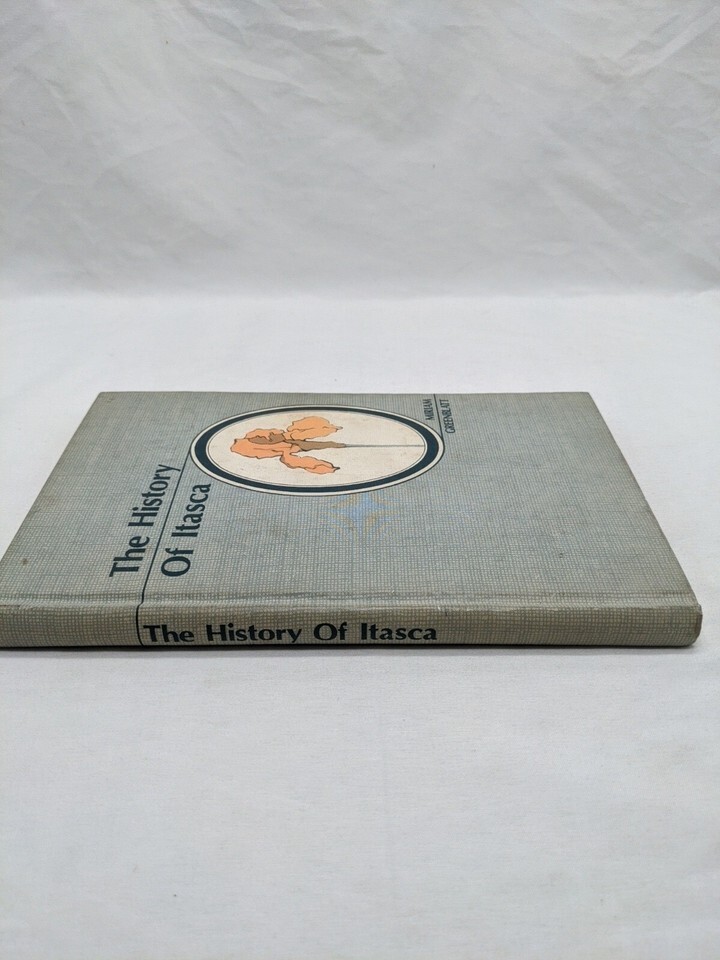 The History
Of Itasca
MIRIAM
GREENBLATT
The History Of Itasca